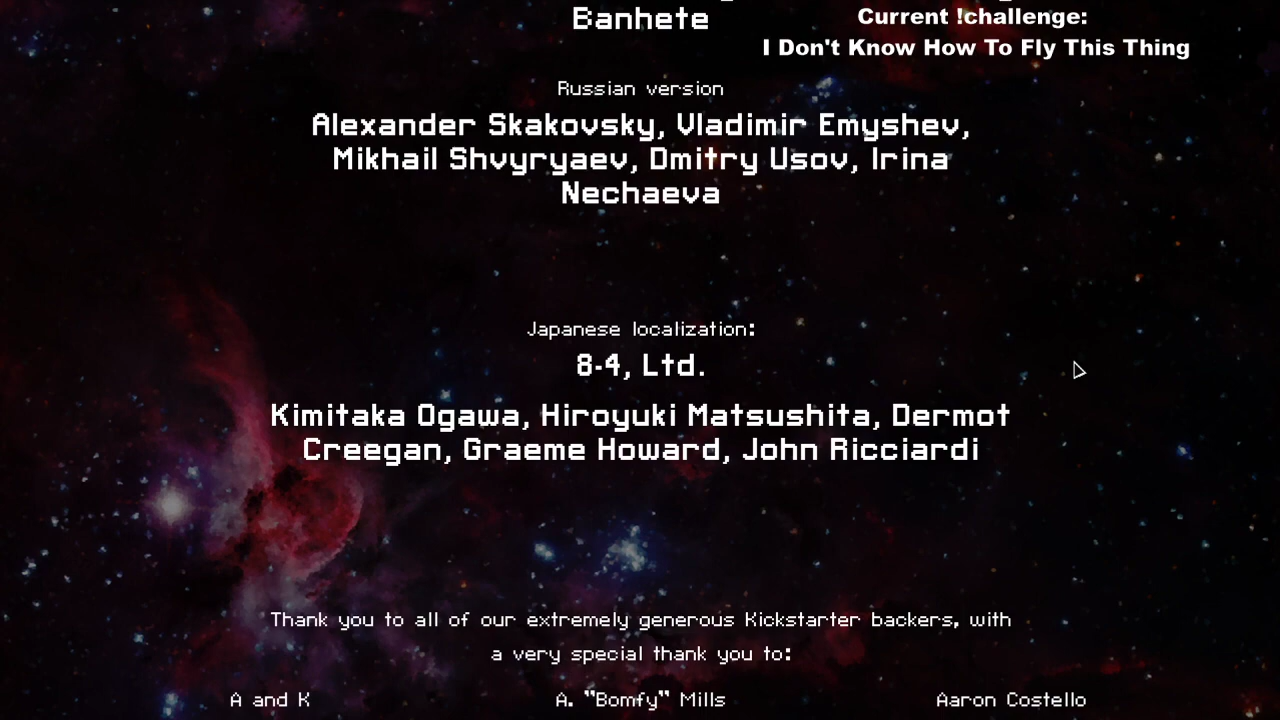 Banhete
Current !challenge:
I Don't Know How To Fly This Thing
Russian version
Alexander Skakovsky, Vladimir Emyshev,
Mikhail Shvyryaev, Dmitry Usov, Irina
Nechaeva
Japanese localization:
8-4, Ltd.
Kimitaka Ogawa, Hiroyuki Matsushita, Dermot
Creegan, Graeme Howard, John Ricciardi
Thank you to all of our extremely generous Kickstarter backers, with
a very special thank you to:
A and K
A. "Bomfy" Mills
Aaron Costello